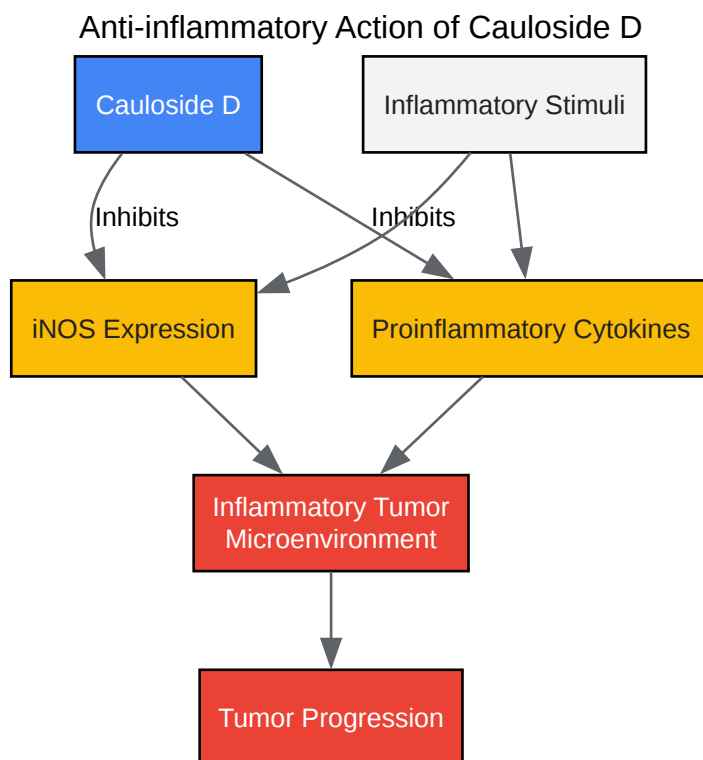 Anti-inflammatory Action of Cauloside D
Cauloside D
Inflammatory Stimuli
Inhibits
Inhibits
iNOS Expression
Proinflammatory Cytokines
Inflammatory Tumor
Microenvironment
Tumor Progression